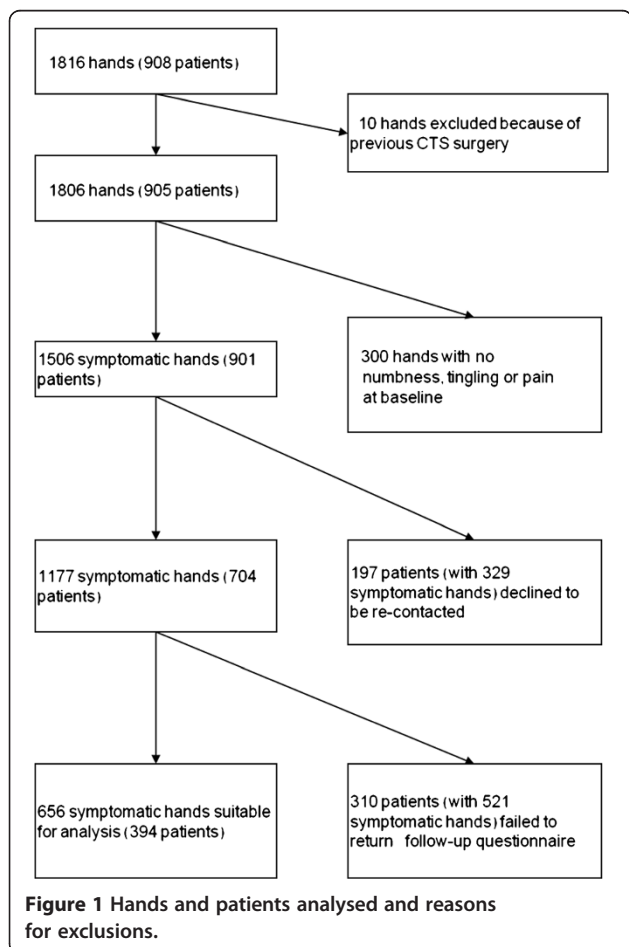 1816 hands (908 patients)
10 hands excluded because of
previous CTS surgery
1806 hands (905 patients)
1506 symptomatic hands (901
patients)
300 hands with no
numbness, tingling or pain
at baseline
1177 symptomatic hands (704
patients)
197 patients (with 329
symptomatic hands) declined to
be re-contacted
656 symptomatic hands suitable
for analysis (394 patients)
310 patients (with 521
symptomatic hands) failed to
return follow-up questionnaire
Figure 1 Hands and patients analysed and reasons
for exclusions.